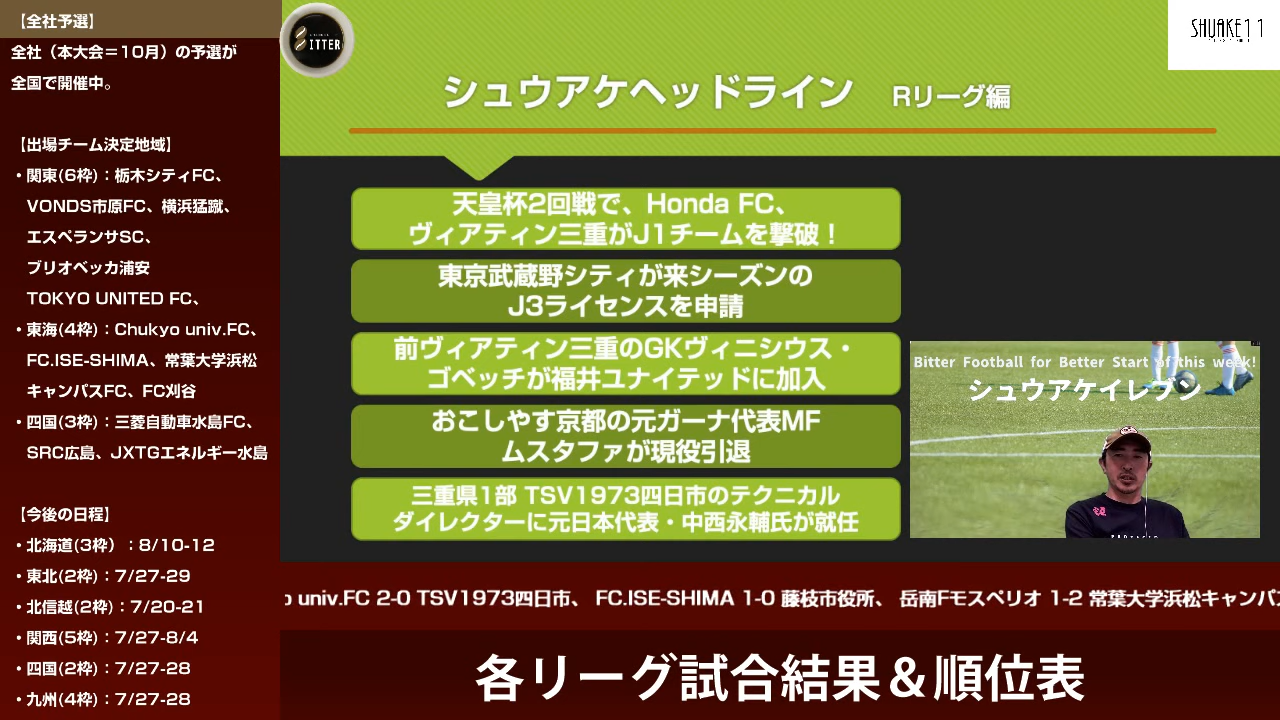 【全社予選】
全社（本大会＝10月）の予選が
全国で開催中。
【出場チーム決定地域】
・関東(6枠)：栃木シティFC、
VONDS市原FC、横浜猛蹴、
エスペランサSC、
ブリオベッカ浦安
TOKYO UNITED FC、
・東海(4枠)：Chukyo univ.FC、
FC.ISE-SHIMA、常葉大学浜松
キャンパスFC、FC刈谷
・四国(3枠)：三菱自動車水島FC、
SRC広島、JXTGエネルギー水島
【今後の日程】
・北海道(3枠）：8/10-12
・東北(2枠)：7/27-29
・北信越(2枠)：7/20-21
・関西(5枠)：7/27-8/4
・四国(2枠)：7/27-28
・九州(4枠)：7/27-28
BITTER
SHUAKE11
シュウアケヘッドライン Rリーグ編
天皇杯2回戦で、Honda FC、
ヴィアティン三重がJ1チームを撃破！
東京武蔵野シティが来シーズンの
J3ライセンスを申請
前ヴィアティン三重のGKヴィニシウス・
ゴベッチが福井ユナイテッドに加入
おこしやす京都の元ガーナ代表MF
ムスタファが現役引退
三重県1部 TSV1973四日市のテクニカル
ダイレクターに元日本代表・中西永輔氏が就任
Bitter Football for Better Start of this week!
シュウアケイレブン
univ.FC 2-0 TSV1973四日市、 FC.ISE-SHIMA 1-0 藤枝市役所、 岳南Fモスペリオ 1-2 常葉大学浜松キャンパス
各リーグ試合結果＆順位表